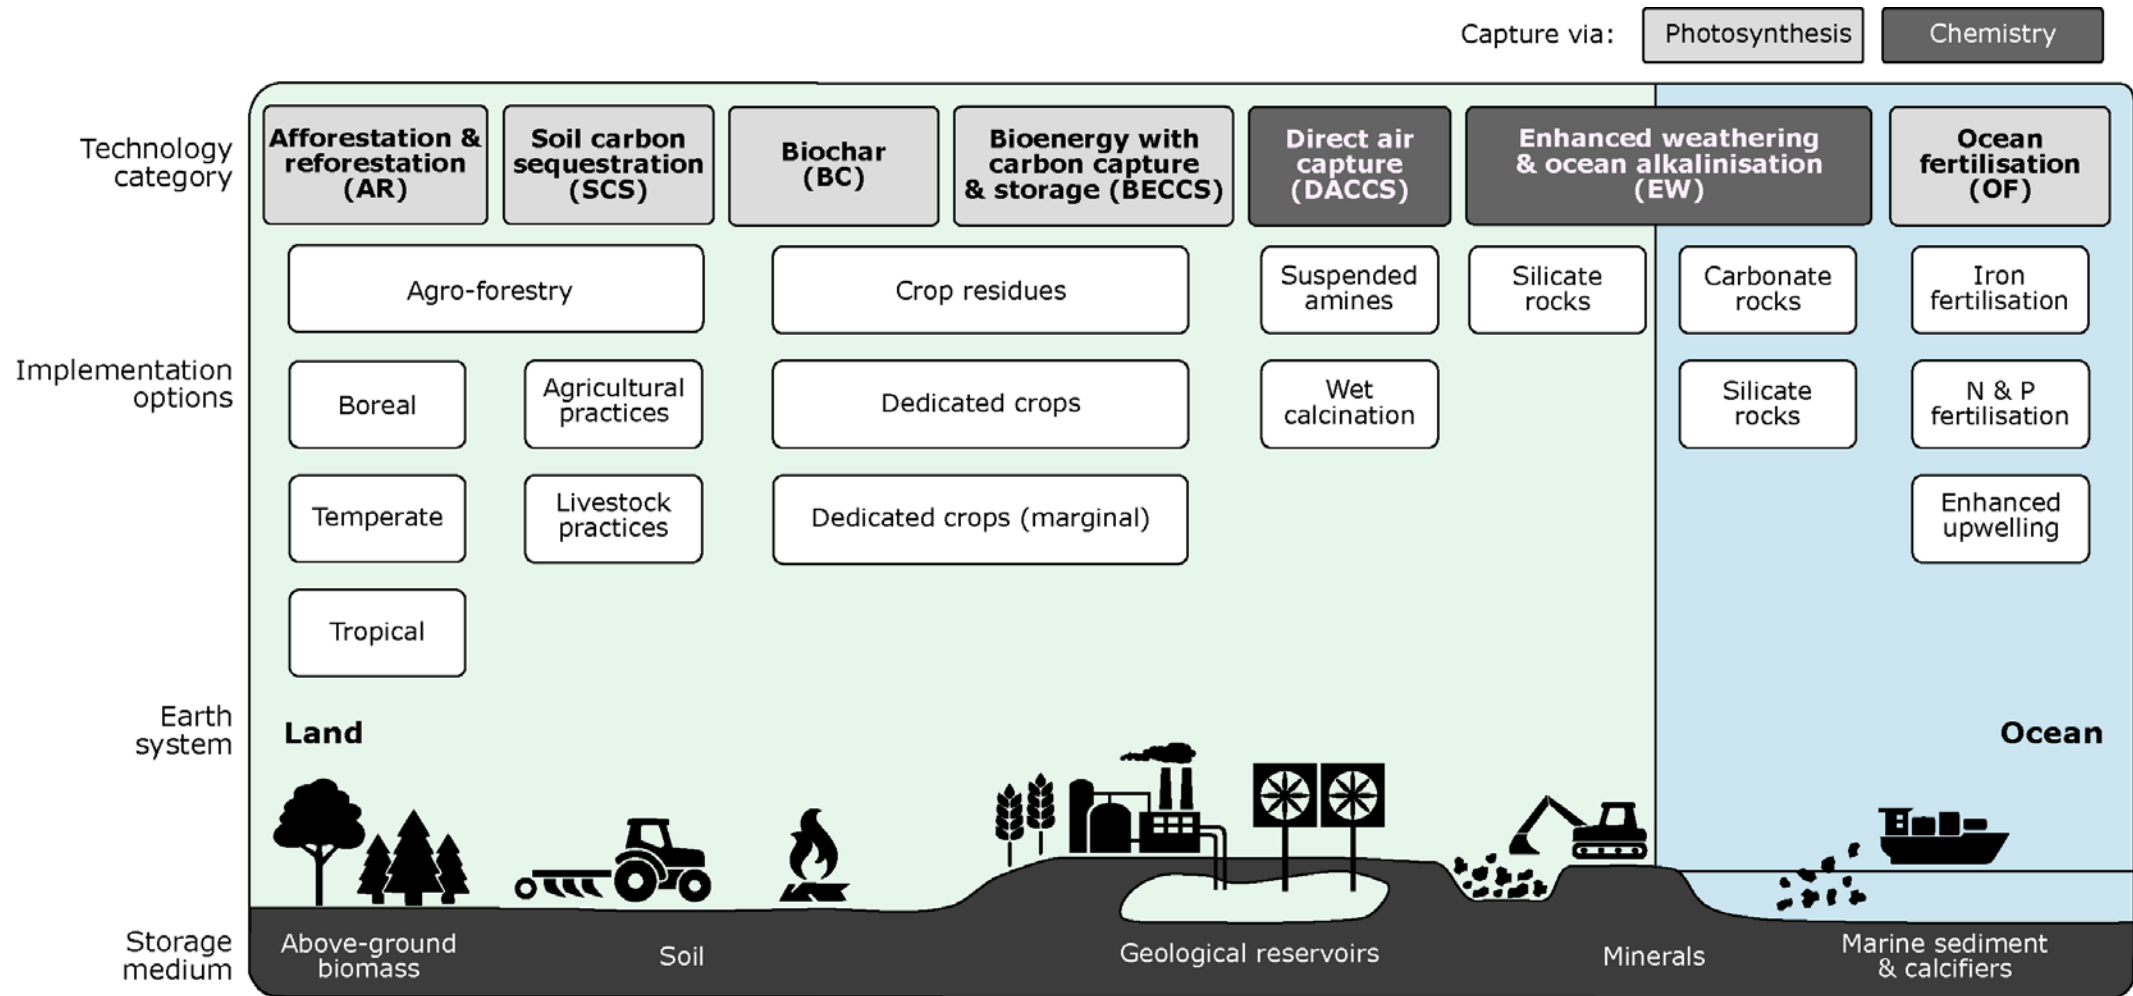 Capture via:
Photosynthesis
Chemistry
Technology
category
Afforestation &
reforestation
(AR)
Soil carbon
sequestration
(SCS)
Biochar
(BC)
Bioenergy with
carbon capture
& storage (BECCS)
Direct air
capture
(DACCS)
Enhanced weathering
& ocean alkalinisation
(EW)
Ocean
fertilisation
(OF)
Implementation
options
Agro-forestry
Crop residues
Suspended
amines
Silicate
rocks
Carbonate
rocks
Iron
fertilisation
Boreal
Agricultural
practices
Dedicated crops
Wet
calcination
Silicate
rocks
N & P
fertilisation
Temperate
Livestock
practices
Dedicated crops (marginal)
Enhanced
upwelling
Tropical
Earth
system
Land
Ocean
Storage
medium
Above-ground
biomass
Soil
Geological reservoirs
Minerals
Marine sediment
& calcifiers